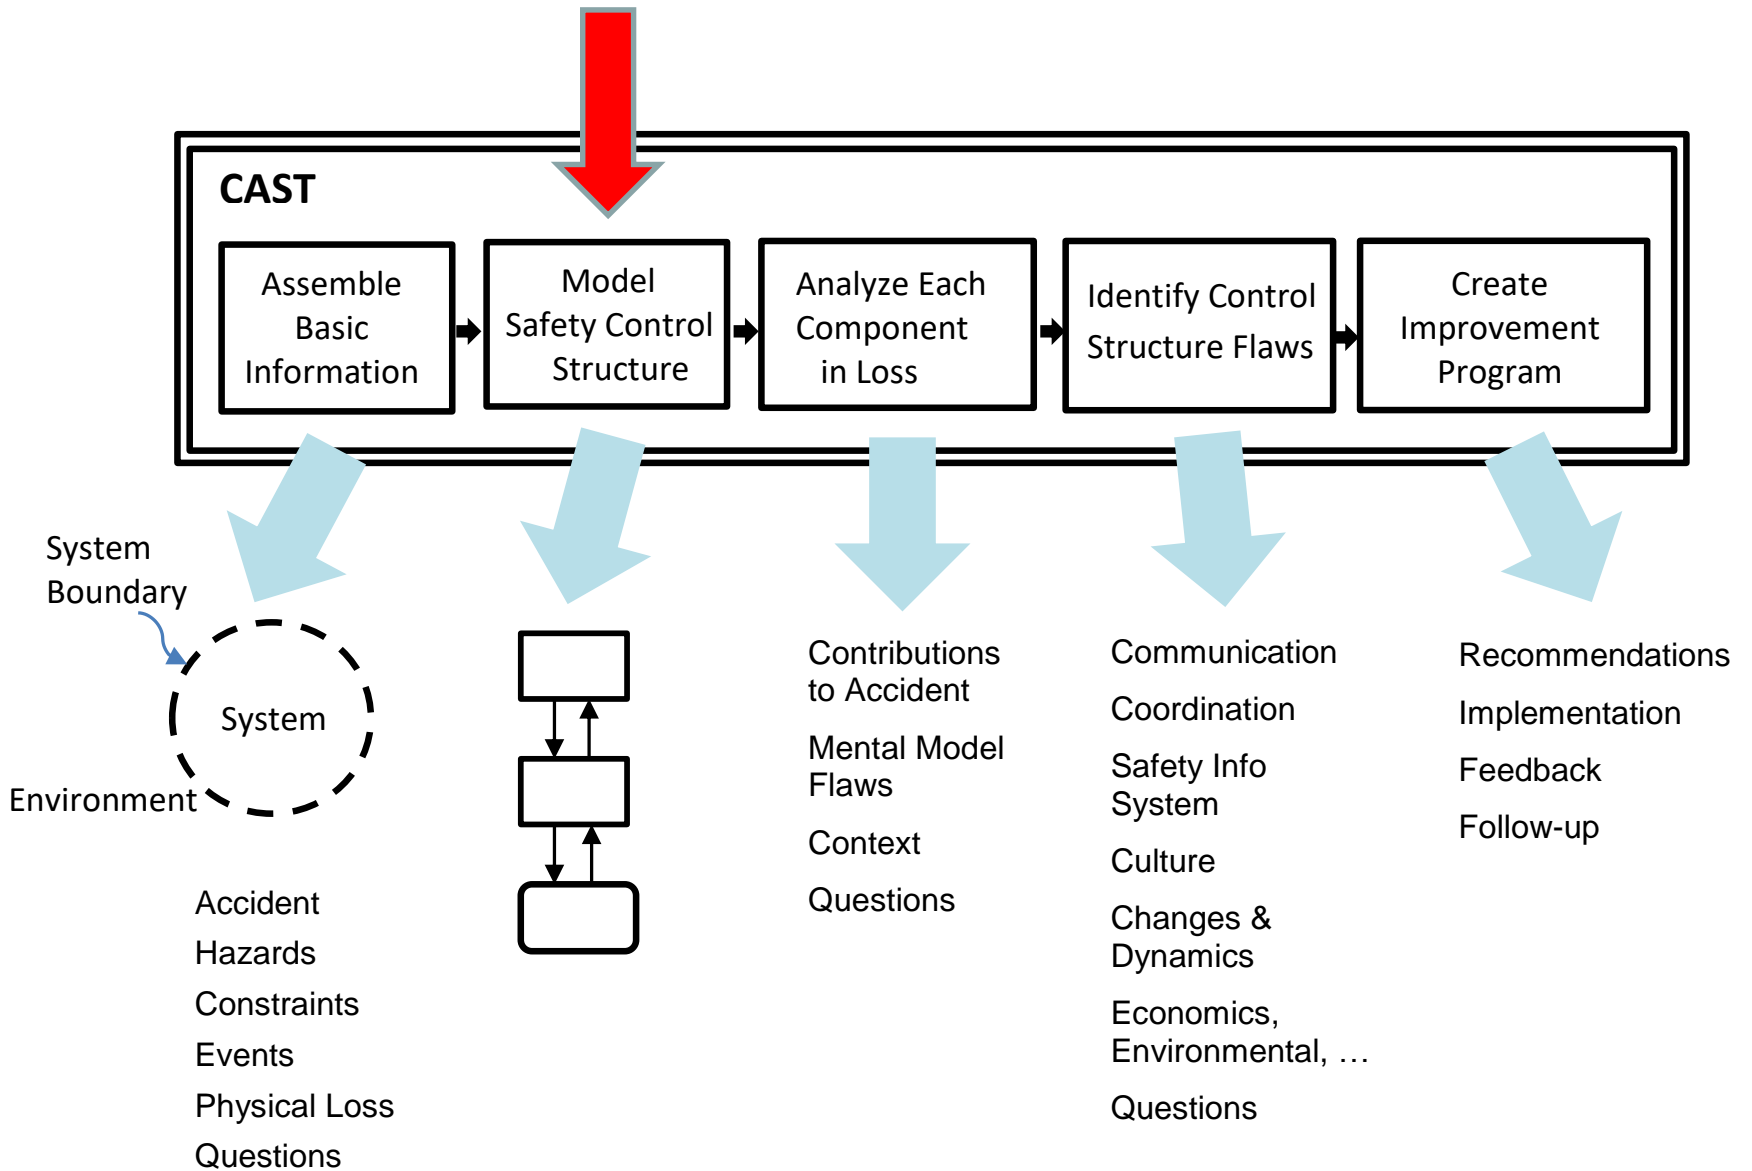 CAST
Assemble
Basic
Information
Model
Safety Control
Structure
Analyze Each
Component
in Loss
Identify Control
Structure Flaws
Create
Improvement
Program
System
Boundary
System
Environment
Accident
Hazards
Constraints
Events
Physical Loss
Questions
Contributions
to Accident
Mental Model
Flaws
Context
Questions
Communication
Coordination
Safety Info
System
Culture
Changes &
Dynamics
Economics,
Environmental, …
Questions
Recommendations
Implementation
Feedback
Follow-up